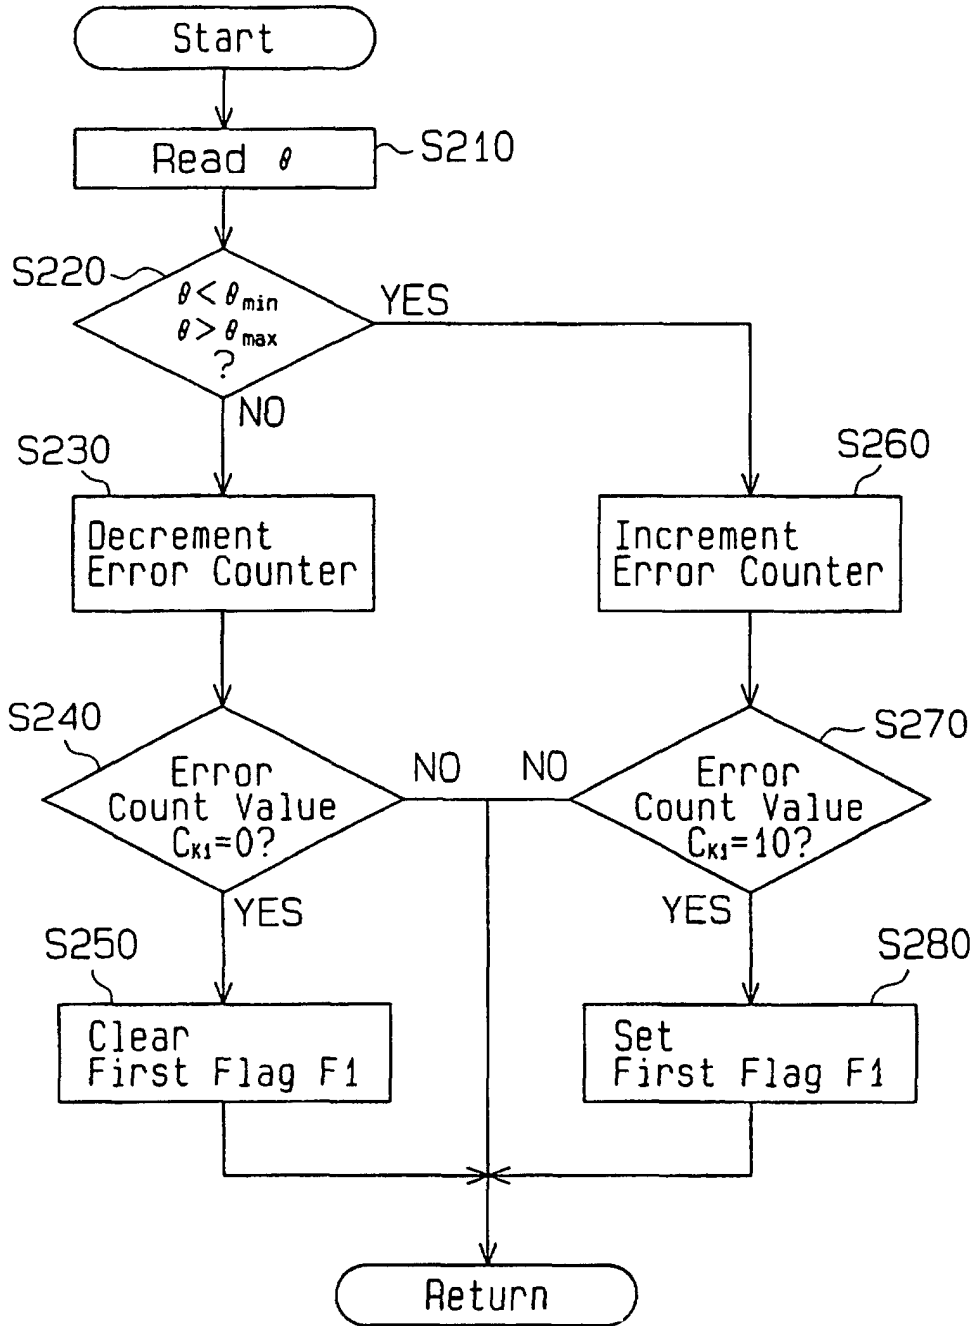 Start
Read θ
S210
S220
θ < θmin
θ > θmax
?
YES
NO
S230
Decrement
Error Counter
S260
Increment
Error Counter
S240
Error
Count Value
CK1=0?
NO
NO
S270
Error
Count Value
CK1=10?
YES
YES
S250
Clear
First Flag F1
S280
Set
First Flag F1
Return